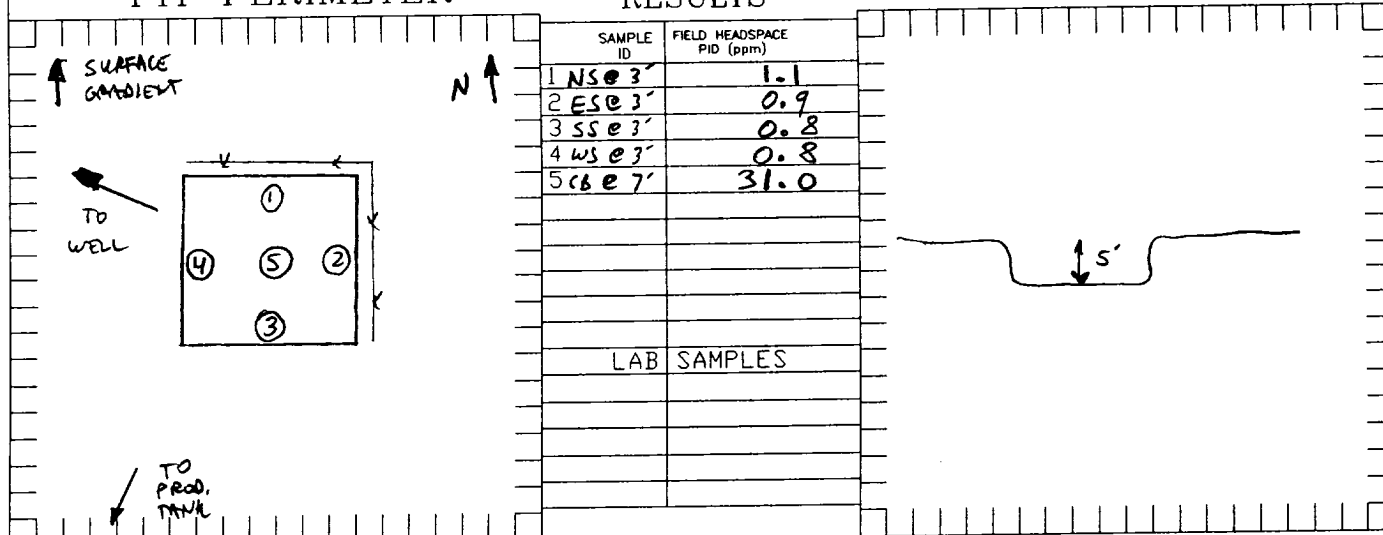 PIT PERIMETER
RESULTS
SURFACE
GRADIENT
N
TO
WELL
1
2
3
4
5
TO
PROD.
TANK
SAMPLE ID
FIELD HEADSPACE PID (ppm)
1 NS @ 3' 1.1
2 ES @ 3' 0.9
3 SS @ 3' 0.8
4 WS @ 3' 0.8
5 CB @ 7' 31.0
LAB SAMPLES
5'